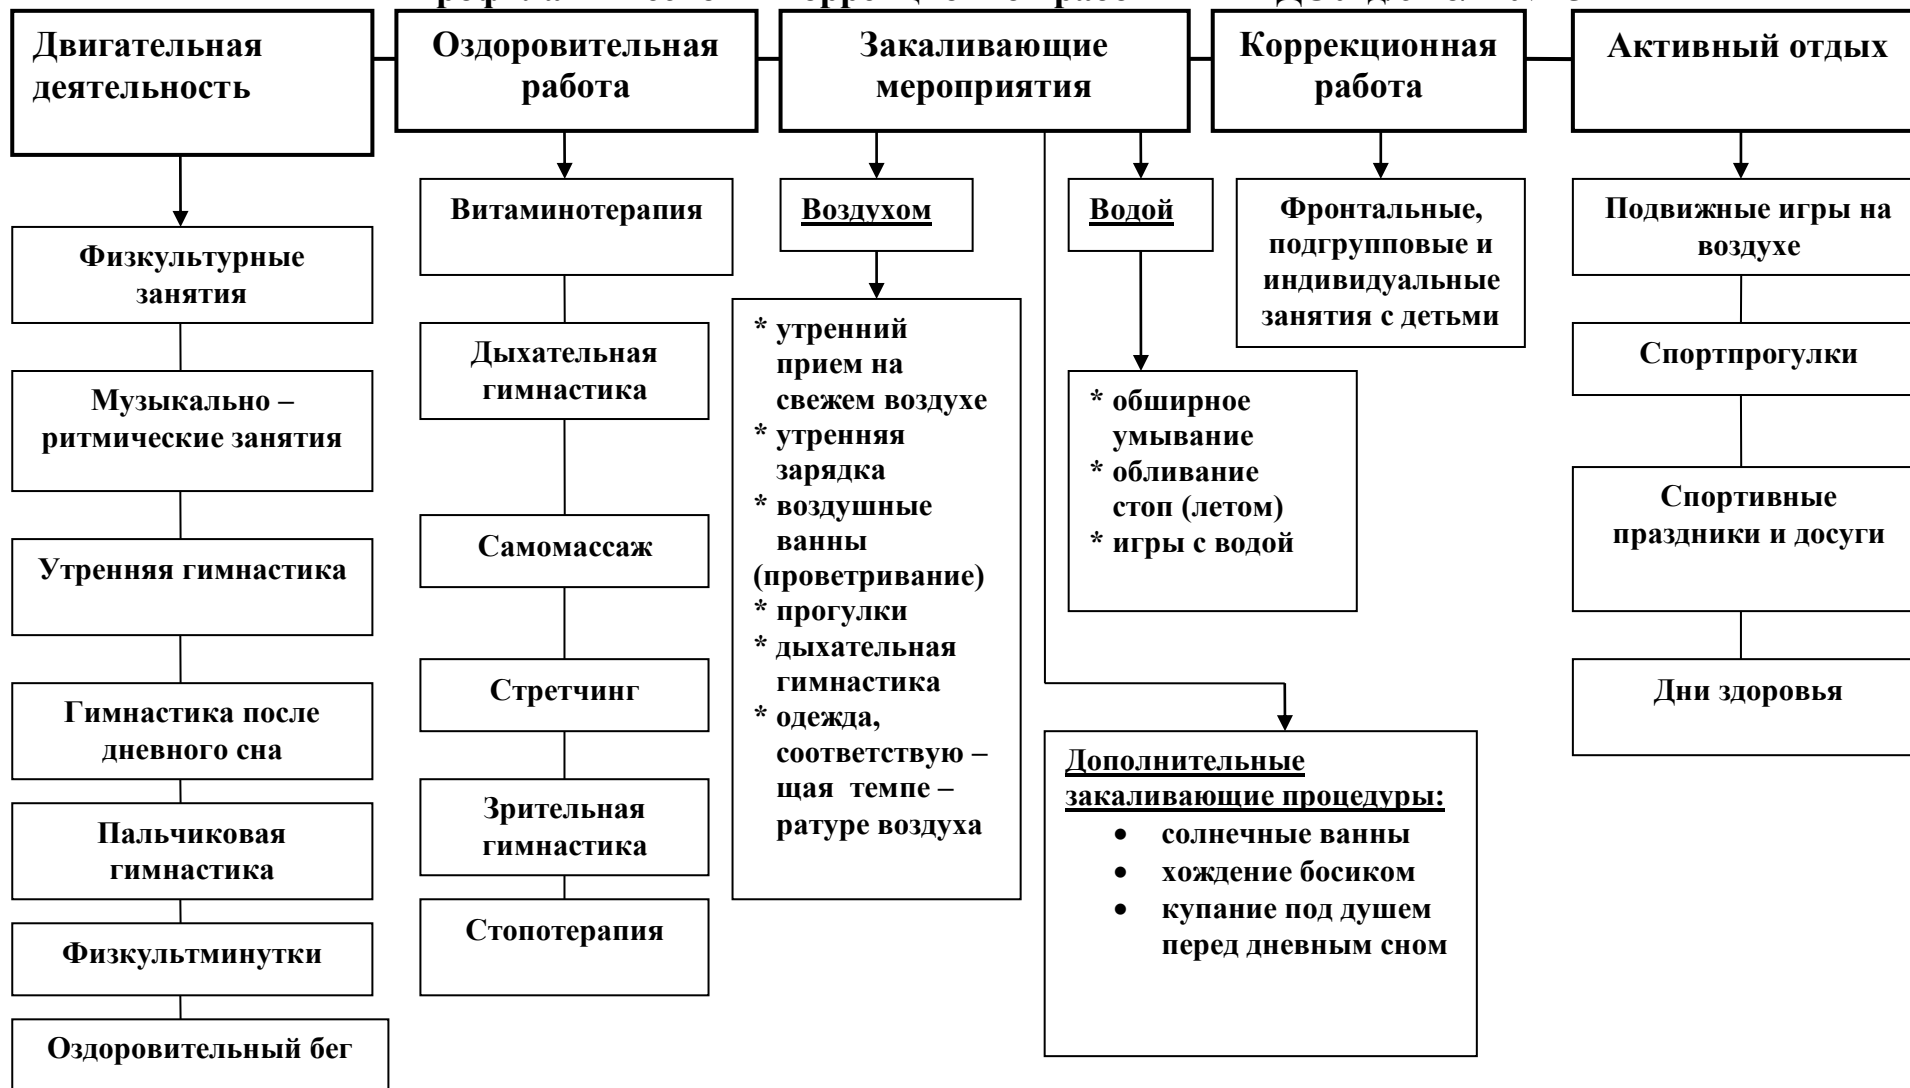 Двигательная
деятельность
Оздоровительная
работа
Закаливающие
мероприятия
Коррекционная
работа
Активный отдых
Физкультурные
занятия
Музыкально –
ритмические занятия
Утренняя гимнастика
Гимнастика после
дневного сна
Пальчиковая
гимнастика
Физкультминутки
Оздоровительный бег
Витаминотерапия
Дыхательная
гимнастика
Самомассаж
Стретчинг
Зрительная
гимнастика
Стопотерапия
Воздухом
* утренний
прием на
свежем воздухе
* утренняя
зарядка
* воздушные
ванны
(проветривание)
* прогулки
* дыхательная
гимнастика
* одежда,
соответствую –
щая темпе –
ратуре воздуха
Водой
* обширное
умывание
* обливание
стоп (летом)
* игры с водой
Дополнительные
закаливающие процедуры:
• солнечные ванны
• хождение босиком
• купание под душем
перед дневным сном
Фронтальные,
подгрупповые и
индивидуальные
занятия с детьми
Подвижные игры на
воздухе
Спортпрогулки
Спортивные
праздники и досуги
Дни здоровья